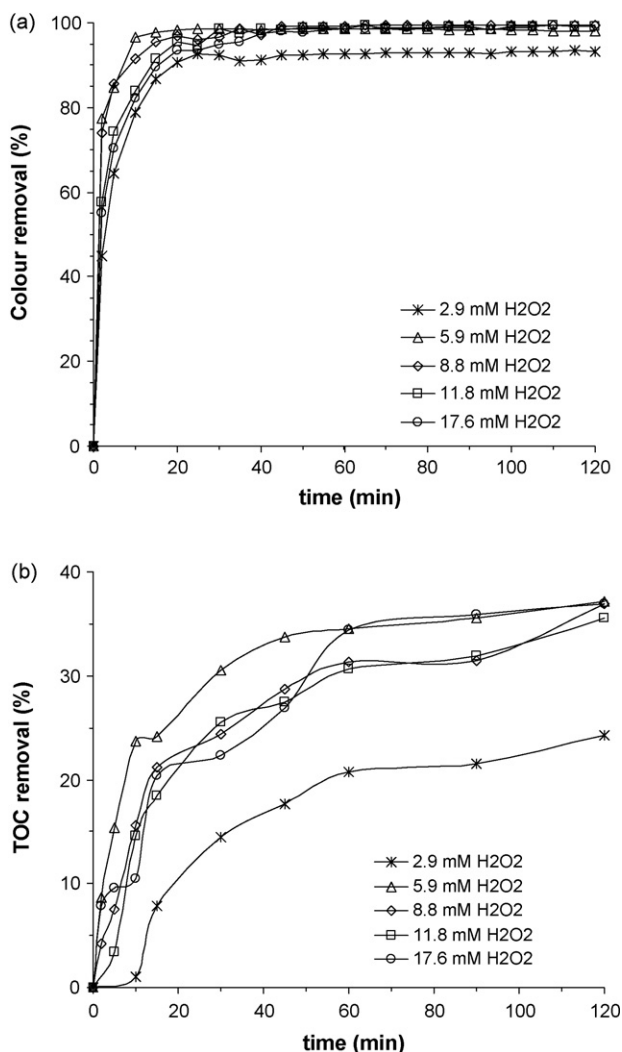 (a)
100
80
60
40
20
0
Colour removal (%)
2.9 mM H2O2
5.9 mM H2O2
8.8 mM H2O2
11.8 mM H2O2
17.6 mM H2O2
0 20 40 60 80 100 120
time (min)
(b)
40
30
20
10
0
TOC removal (%)
2.9 mM H2O2
5.9 mM H2O2
8.8 mM H2O2
11.8 mM H2O2
17.6 mM H2O2
0 20 40 60 80 100 120
time (min)